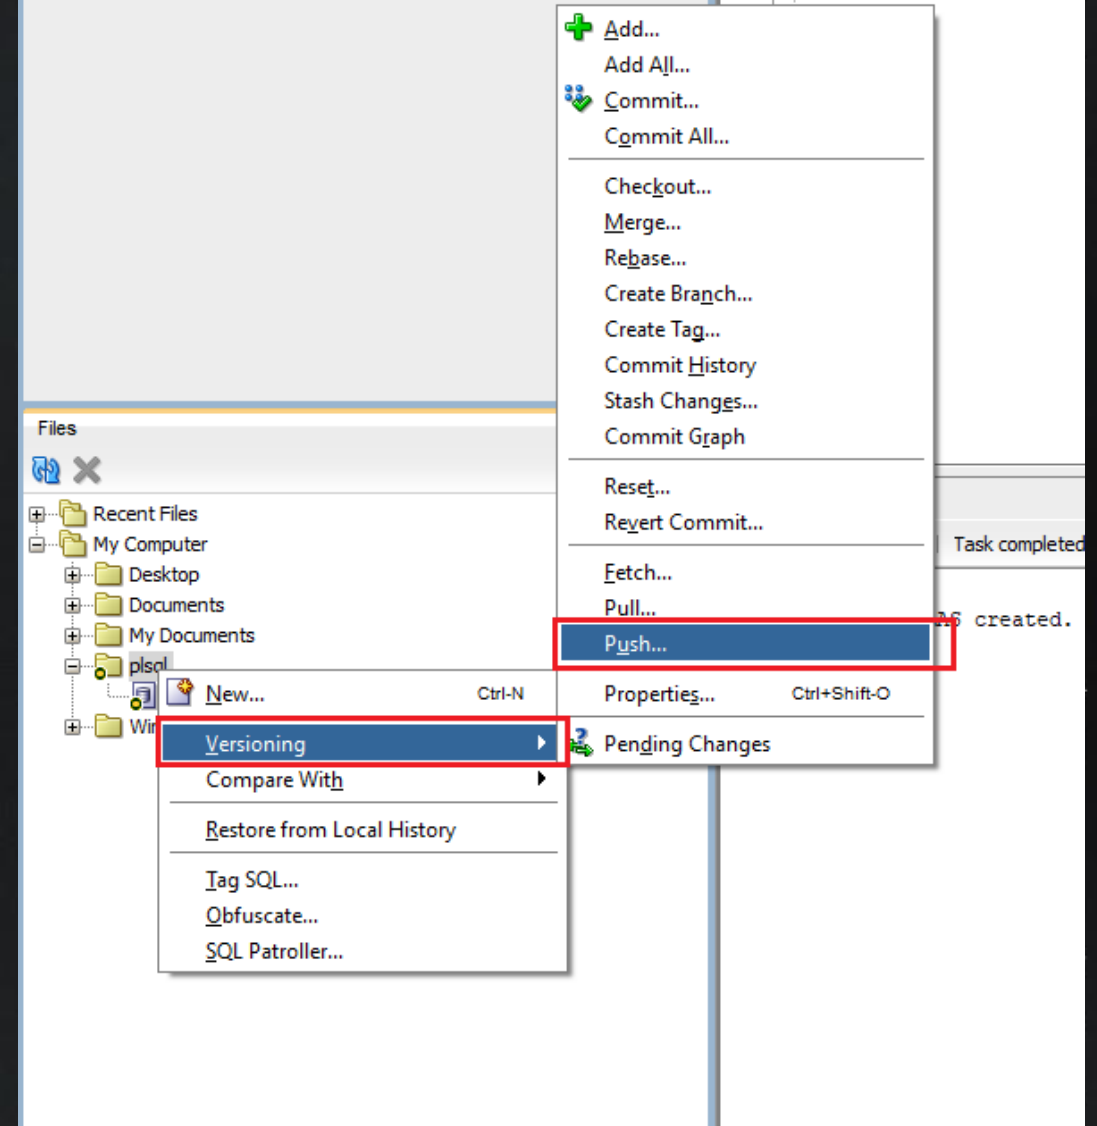 Add...
Add All...
Commit...
Commit All...
Checkout...
Merge...
Rebase...
Create Branch...
Create Tag...
Commit History
Stash Changes...
Commit Graph
Reset...
Revert Commit...
Fetch...
Pull...
Push...
Properties... Ctrl+Shift-O
Pending Changes
Files
Recent Files
My Computer
Desktop
Documents
My Documents
plsql
New... Ctrl-N
Versioning
Compare With
Restore from Local History
Tag SQL...
Obfuscate...
SQL Patroller...
Task completed
created.